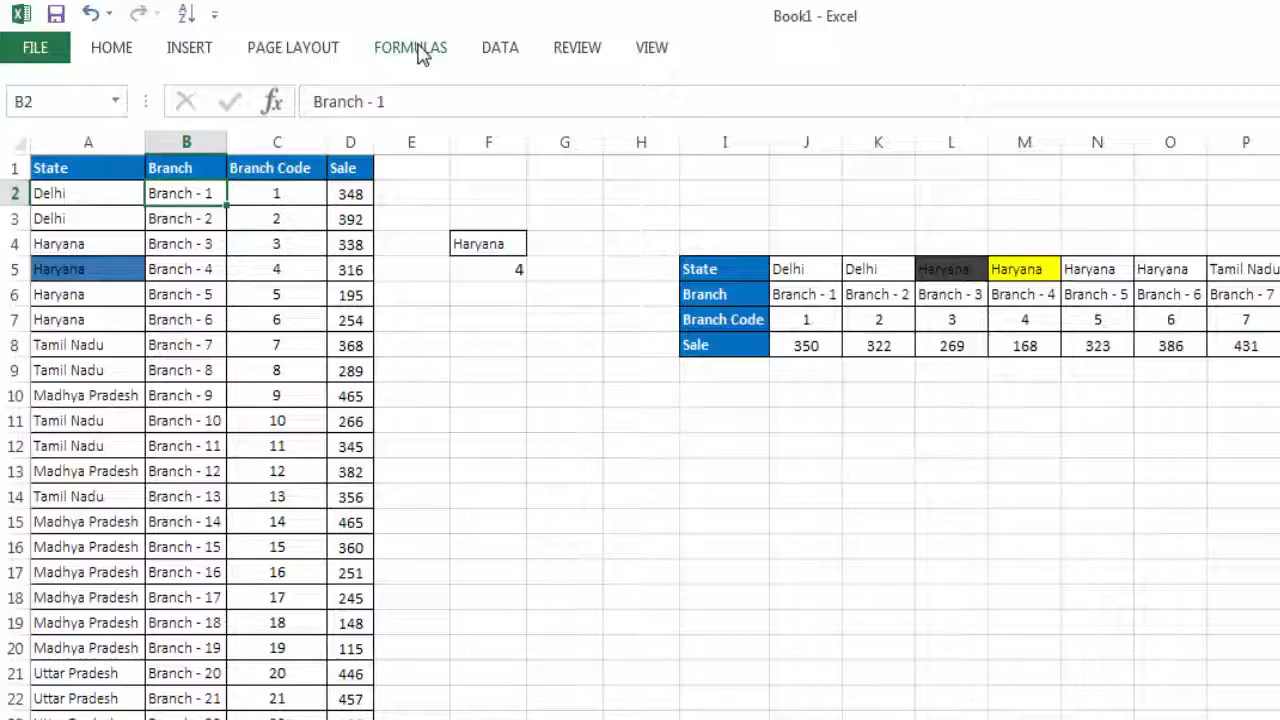 Book1 - Excel
FILE HOME INSERT PAGE LAYOUT FORMULAS DATA REVIEW VIEW
B2 fx Branch - 1
A B C D E F G H I J K L M N O P
1 State Branch Branch Code Sale
2 Delhi Branch - 1 1 348
3 Delhi Branch - 2 2 392
4 Haryana Branch - 3 3 338 Haryana
5 Haryana Branch - 4 4 316 4 State Delhi Delhi Haryana Haryana Haryana Haryana Tamil Nadu
6 Haryana Branch - 5 5 195 Branch Branch - 1 Branch - 2 Branch - 3 Branch - 4 Branch - 5 Branch - 6 Branch - 7
7 Haryana Branch - 6 6 254 Branch Code 1 2 3 4 5 6 7
8 Tamil Nadu Branch - 7 7 368 Sale 350 322 269 168 323 386 431
9 Tamil Nadu Branch - 8 8 289
10 Madhya Pradesh Branch - 9 9 465
11 Tamil Nadu Branch - 10 10 266
12 Tamil Nadu Branch - 11 11 345
13 Madhya Pradesh Branch - 12 12 382
14 Tamil Nadu Branch - 13 13 356
15 Madhya Pradesh Branch - 14 14 465
16 Madhya Pradesh Branch - 15 15 360
17 Madhya Pradesh Branch - 16 16 251
18 Madhya Pradesh Branch - 17 17 245
19 Madhya Pradesh Branch - 18 18 148
20 Madhya Pradesh Branch - 19 19 115
21 Uttar Pradesh Branch - 20 20 446
22 Uttar Pradesh Branch - 21 21 457